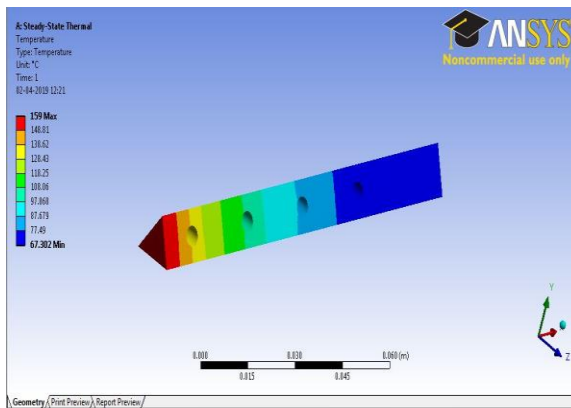 A: Steady-State Thermal
Temperature
Type: Temperature
Unit: °C
Time: 1
02-04-2019 12:21
159 Max
148.81
138.62
128.43
118.25
108.06
97.868
87.679
77.49
67.302 Min
ANSYS
Noncommercial use only
0.000
0.030
0.060 (m)
0.015
0.045
Y
Z
Geometry Print Preview Report Preview